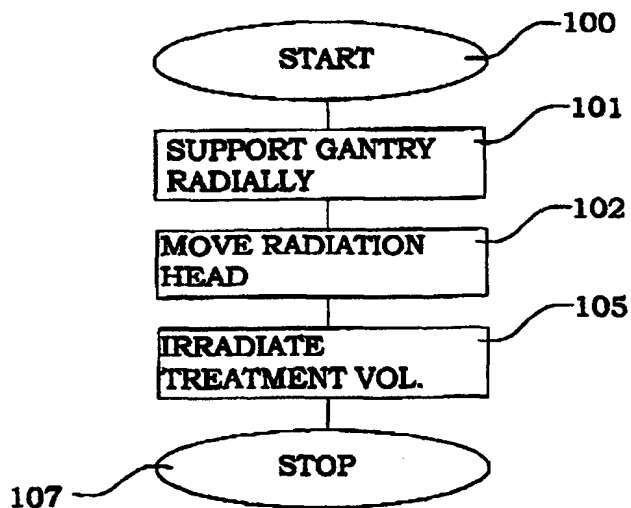 START
100
SUPPORT GANTRY
RADIALLY
101
MOVE RADIATION
HEAD
102
IRRADIATE
TREATMENT VOL.
105
STOP
107